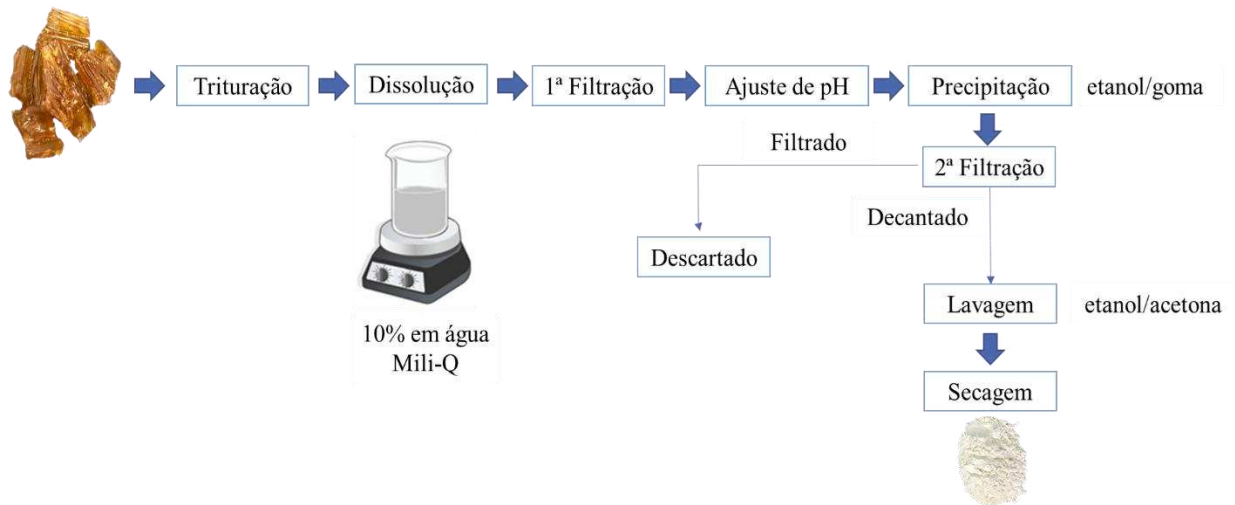 Trituração
Dissolução
1ª Filtração
Ajuste de pH
Precipitação
etanol/goma
Filtrado
2ª Filtração
Decantado
Descartado
10% em água
Mili-Q
Lavagem
etanol/acetona
Secagem